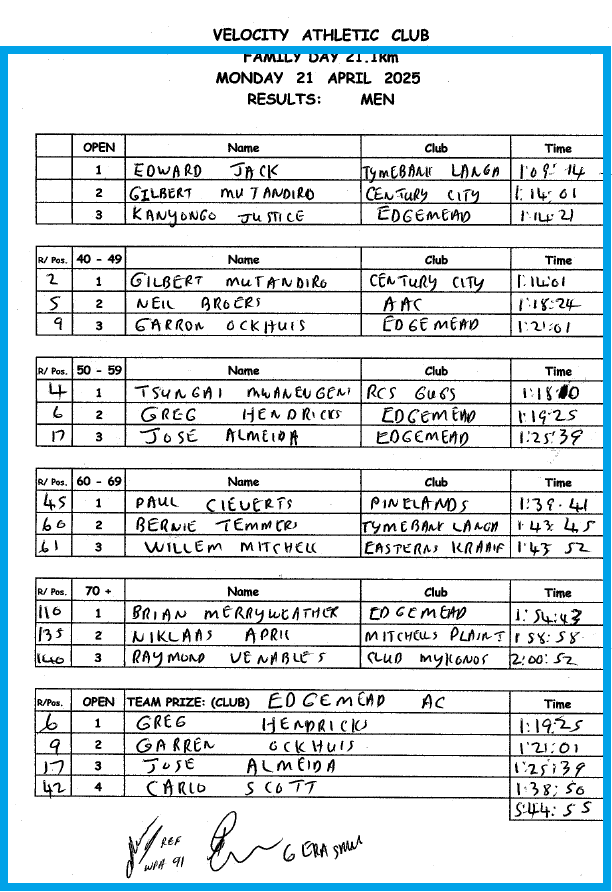 VELOCITY ATHLETIC CLUB
FAMILY DAY 21.1km
MONDAY 21 APRIL 2025
RESULTS: MEN
OPEN Name Club Time
1 EDWARD JACK TYMEBANK LANGA 1:09:14
2 GILBERT MUTANDIRO CENTURY CITY 1:14:01
3 KANYONGO JUSTICE EDGEMEAD 1:14:21
R/ Pos. 40 - 49 Name Club Time
2 1 GILBERT MUTANDIRO CENTURY CITY 1:14:01
5 2 NEIL BROERS AAC 1:18:24
9 3 GARRON OCKHUIS EDGEMEAD 1:21:01
R/ Pos. 50 - 59 Name Club Time
4 1 TSUNGAI RCS GUGS
6 2 GREG HENDRICKS EDGEMEAD 1:19:25
17 3 JOSE ALMEIDA EDGEMEAD 1:25:39
R/ Pos. 60 - 69 Name Club Time
45 1 PAUL CIEVERTS PINELANDS 1:39.41
60 2 BERNIE TEMMERS TYMEBANK LANGA 1:43:45
61 3 WILLEM MITCHELL EASTERNS 1:43 52
R/ Pos. 70 + Name Club Time
110 1 BRIAN MERRYWEATHER EDGEMEAD 1:54:43
135 2 NIKLAAS APRIL MITCHELLS PLAINT 1:58:58
140 3 RAYMOND VENABLES CLUB MYKONOS 2:00:52
R/Pos. OPEN TEAM PRIZE: (CLUB) EDGEMEAD AC Time
6 1 GREG HENDRICKS 1:19.25
9 2 GARREN OCKHUIS 1:21:01
17 3 JOSE ALMEIDA 1:25:39
42 4 CARLO SCOTT 1:38:50
5:44:55
REF
WPA 91
G ERASMUS